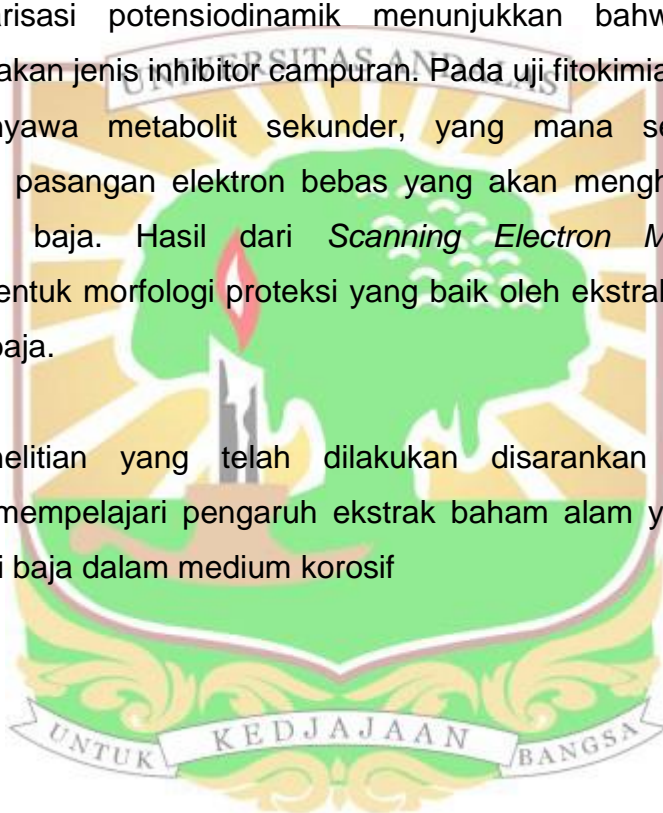 arisasi potensiodinamik menunjukkan bahw
akan jenis inhibitor campuran. Pada uji fitokimia
nyawa metabolit sekunder, yang mana se
pasangan elektron bebas yang akan mengh
baja. Hasil dari Scanning Electron M
entuk morfologi proteksi yang baik oleh ekstrak
baja.
nelitian yang telah dilakukan disarankan
mempelajari pengaruh ekstrak baham alam y
i baja dalam medium korosif
UNIVERSITAS ANDALAS
UNTUK KEDJAJAAN BANGSA